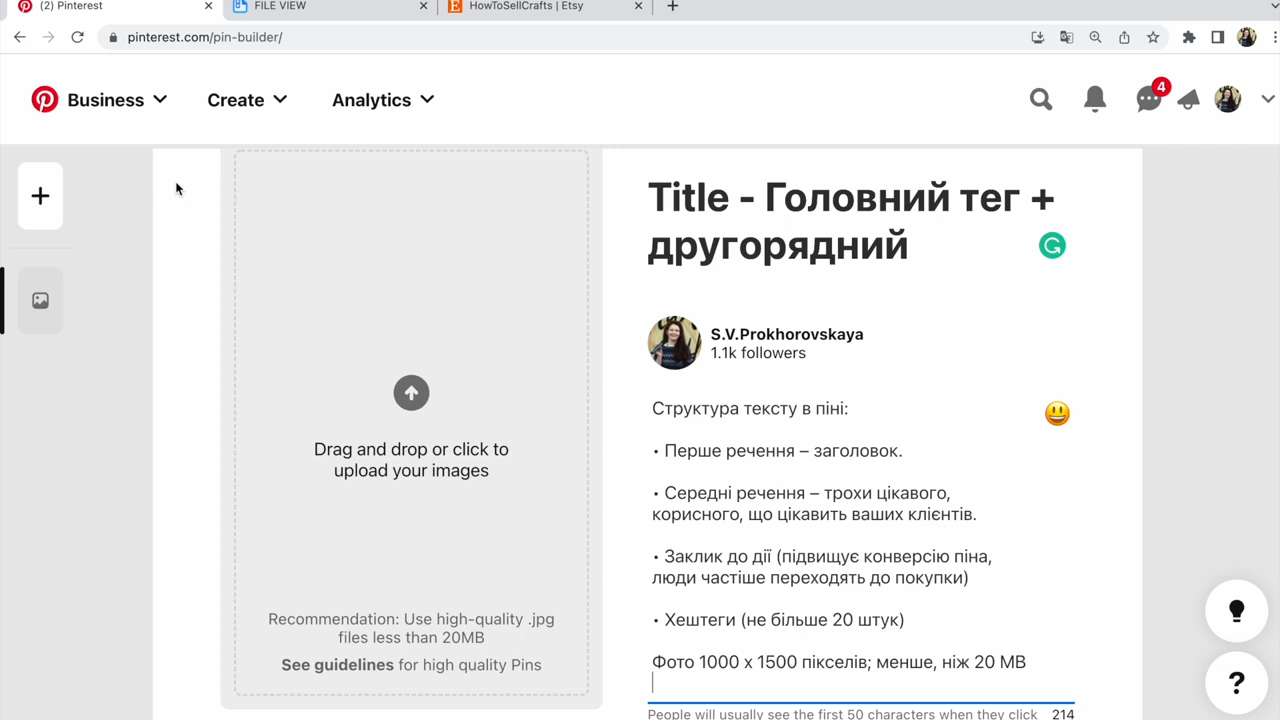 (2) Pinterest
FILE VIEW
HowToSellCrafts | Etsy
pinterest.com/pin-builder/
Business
Create
Analytics
4
Title - Головний тег +
другорядний
S.V.Prokhorovskaya
1.1k followers
Структура тексту в піні:
• Перше речення – заголовок.
• Середні речення – трохи цікавого,
корисного, що цікавить ваших клієнтів.
• Заклик до дії (підвищує конверсію піна,
люди частіше переходять до покупки)
• Хештеги (не більше 20 штук)
Фото 1000 х 1500 пікселів; менше, ніж 20 MB
People will usually see the first 50 characters when they click
214
Drag and drop or click to
upload your images
Recommendation: Use high-quality .jpg
files less than 20MB
See guidelines for high quality Pins
?